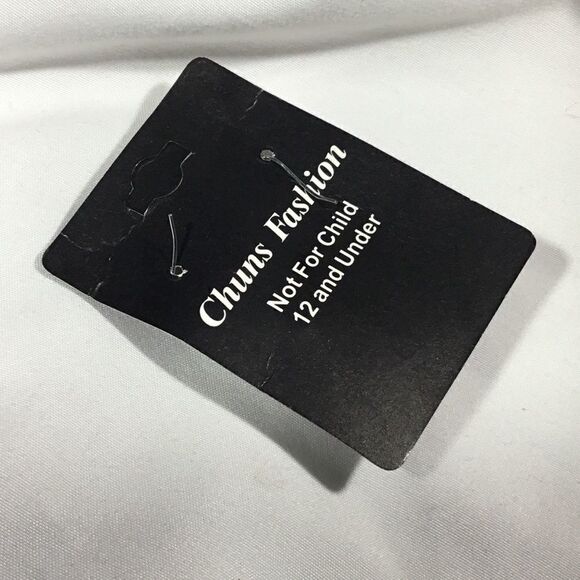 Chuns Fashion
Not For Child
12 and Under